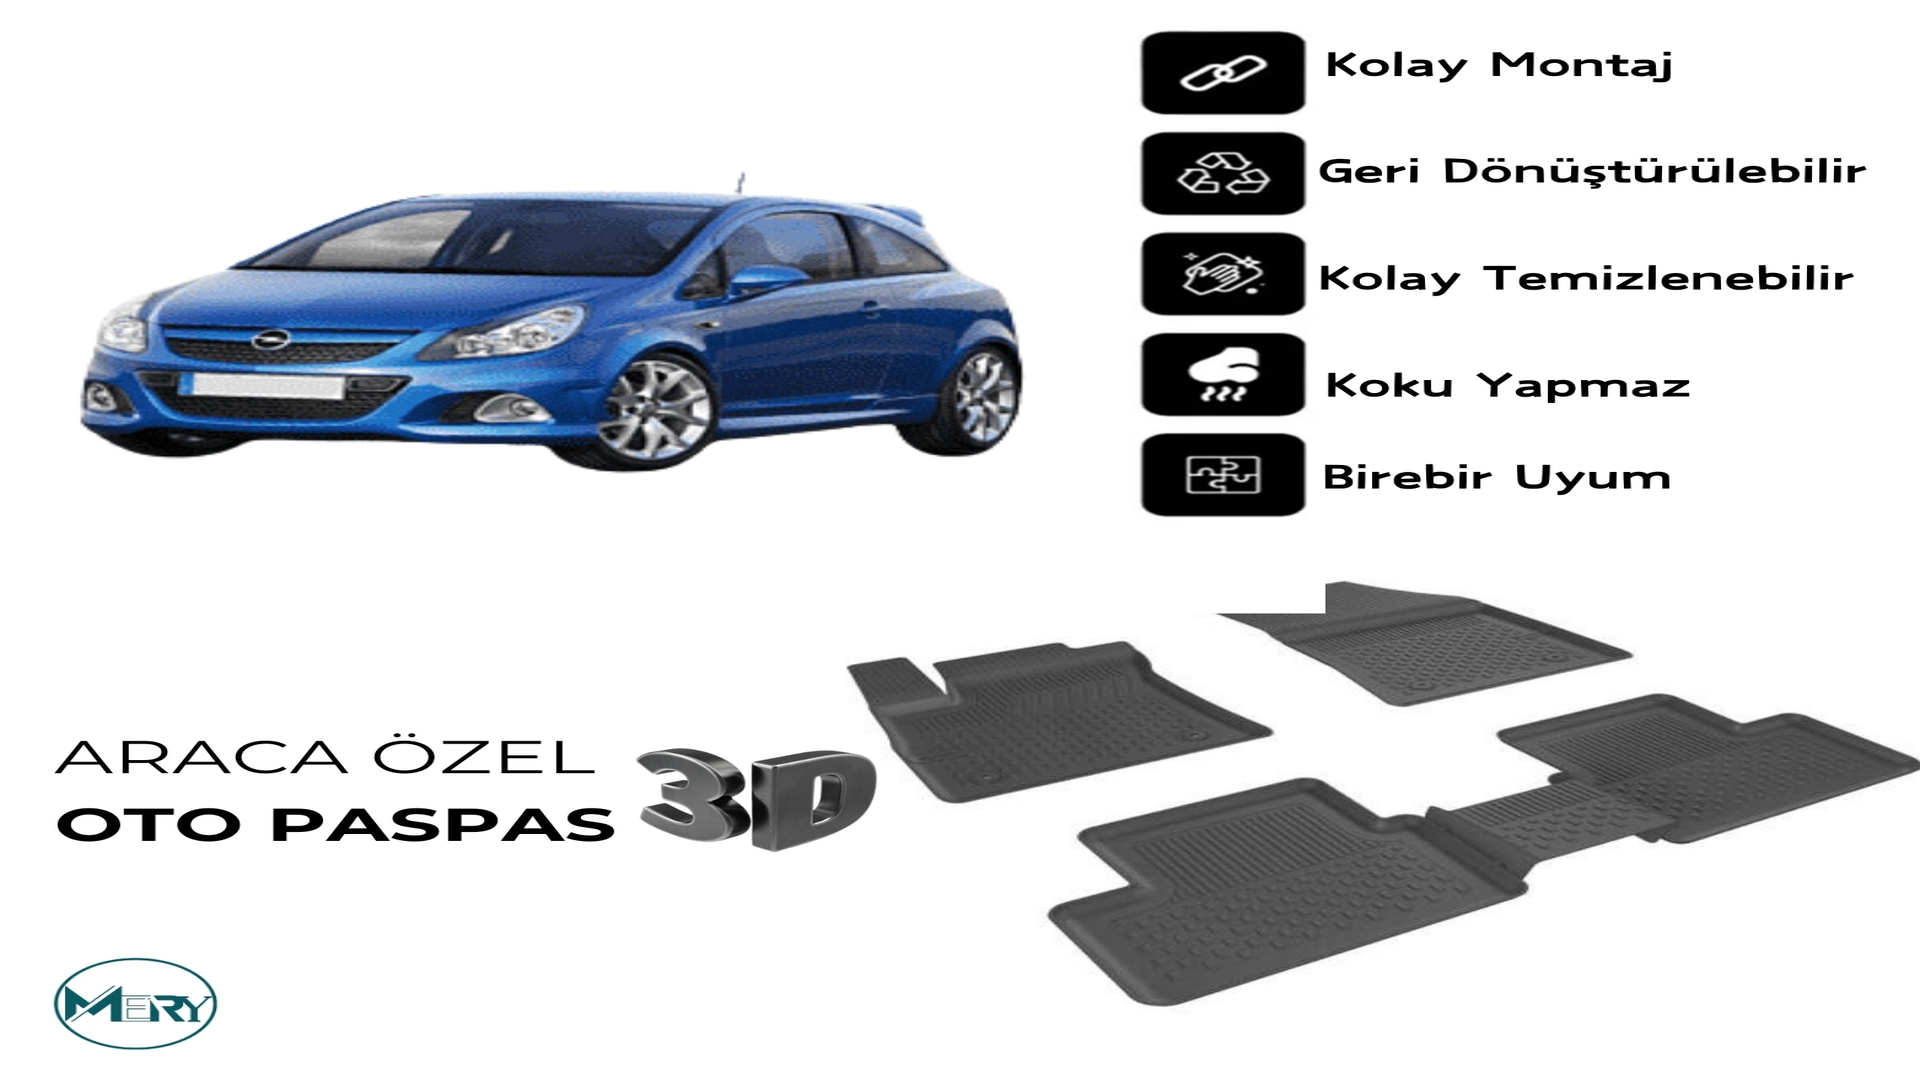 Kolay Montaj
Geri Dönüştürülebilir
Kolay Temizlenebilir
Koku Yapmaz
Birebir Uyum
ARACA ÖZEL
OTO PASPAS
3D
MERY